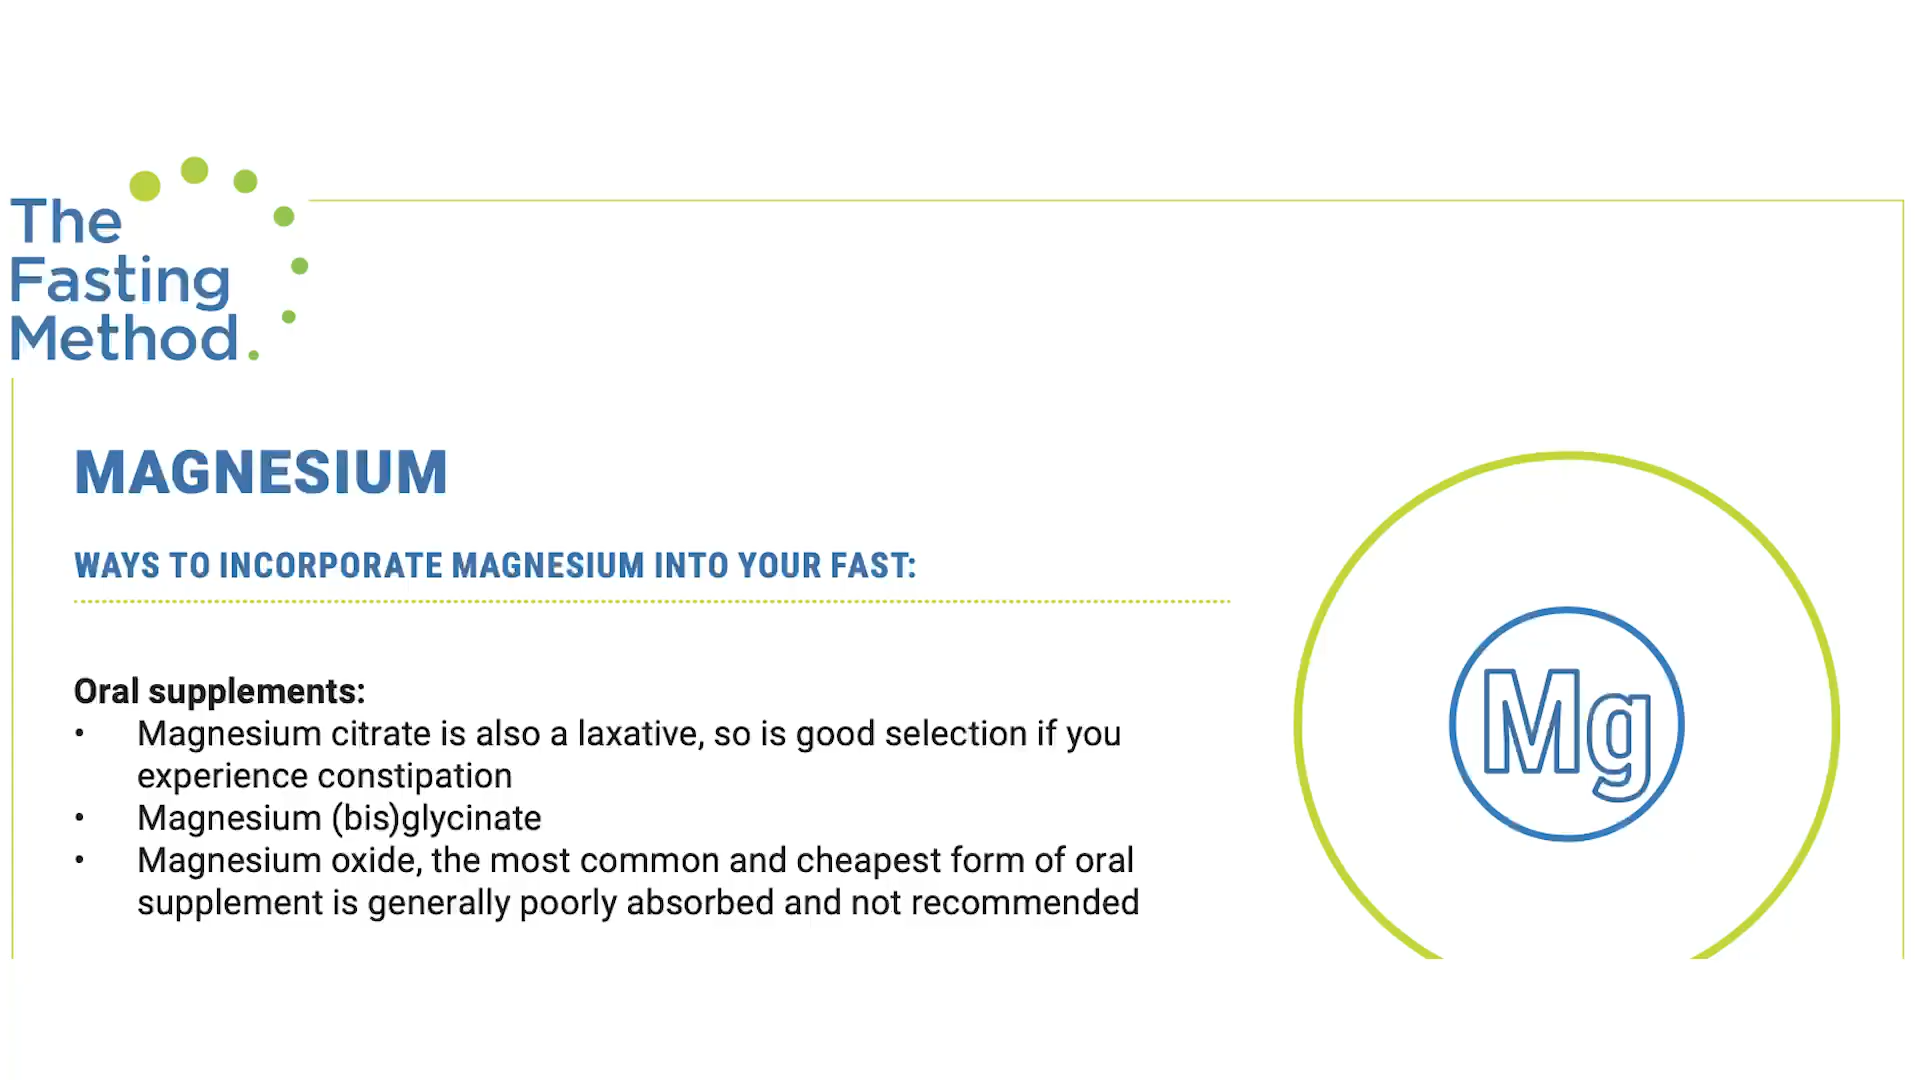 The
Fasting
Method.
MAGNESIUM
WAYS TO INCORPORATE MAGNESIUM INTO YOUR FAST:
Oral supplements:
• Magnesium citrate is also a laxative, so is good selection if you
experience constipation
• Magnesium (bis)glycinate
• Magnesium oxide, the most common and cheapest form of oral
supplement is generally poorly absorbed and not recommended
Mg